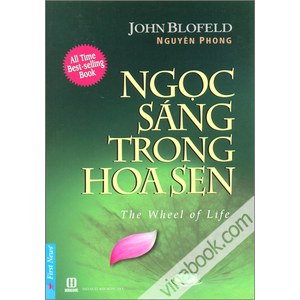 JOHN BLOFELD
NGUYÊN PHONG
All Time
Best-selling
Book
NGỌC
SÁNG
TRONG
HOA SEN
The Wheel of Life
First News
vinabook.com